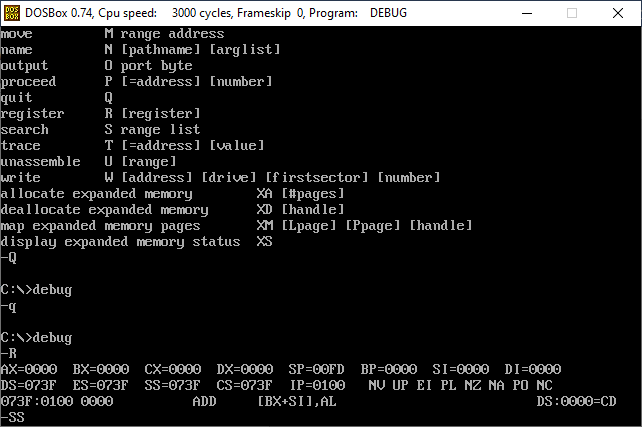 DOSBox 0.74, Cpu speed:    3000 cycles, Frameskip  0, Program:    DEBUG
move         M range address
name         N [pathname] [arglist]
output       O port byte
proceed      P [=address] [number]
quit         Q
register     R [register]
search       S range list
trace        T [=address] [value]
unassemble   U [range]
write        W [address] [drive] [firstsector] [number]
allocate expanded memory        XA [#pages]
deallocate expanded memory      XD [handle]
map expanded memory pages       XM [Lpage] [Ppage] [handle]
display expanded memory status  XS
-Q
C:\>debug
-q
C:\>debug
-R
AX=0000  BX=0000  CX=0000  DX=0000  SP=00FD  BP=0000  SI=0000  DI=0000
DS=073F  ES=073F  SS=073F  CS=073F  IP=0100   NV UP EI PL NZ NA PO NC
073F:0100 0000          ADD     [BX+SI],AL                         DS:0000=CD
-SS